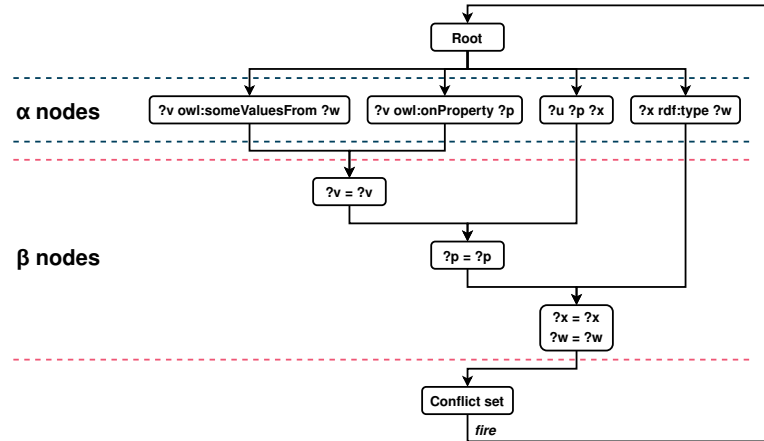 Root
α nodes
?v owl:someValuesFrom ?w
?v owl:onProperty ?p
?u ?p ?x
?x rdf:type ?w
?v = ?v
β nodes
?p = ?p
?x = ?x
?w = ?w
Conflict set
fire